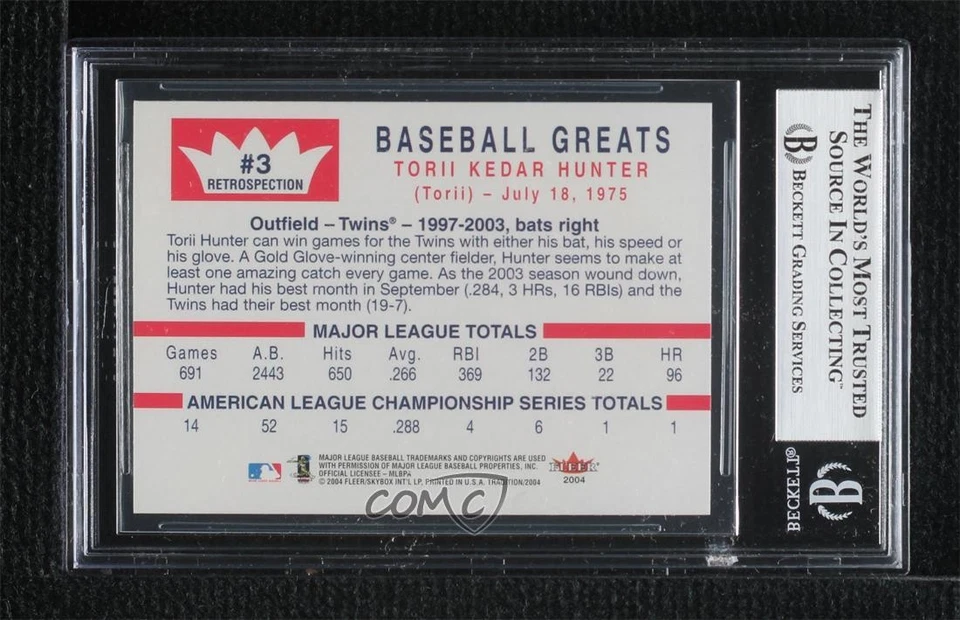 #3
RETROSPECTION
BASEBALL GREATS
TORII KEDAR HUNTER
(Torii) – July 18, 1975
Outfield – Twins® – 1997-2003, bats right
Torii Hunter can win games for the Twins with either his bat, his speed or
his glove. A Gold Glove-winning center fielder, Hunter seems to make at
least one amazing catch every game. As the 2003 season wound down,
Hunter had his best month in September (.284, 3 HRs, 16 RBIs) and the
Twins had their best month (19-7).
MAJOR LEAGUE TOTALS
Games A.B. Hits Avg. RBI 2B 3B HR
691 2443 650 .266 369 132 22 96
AMERICAN LEAGUE CHAMPIONSHIP SERIES TOTALS
14 52 15 .288 4 6 1 1
MAJOR LEAGUE BASEBALL TRADEMARKS AND COPYRIGHTS ARE USED
WITH PERMISSION OF MAJOR LEAGUE BASEBALL PROPERTIES, INC.
OFFICIAL LICENSEE – MLBPA
© 2004 FLEER/SKYBOX INT'L LP, PRINTED IN U.S.A. TRADITION/2004
FLEER
2004
COMC
THE WORLD'S MOST TRUSTED
SOURCE IN COLLECTING™
B BECKETT GRADING SERVICES
BECKETT®
B